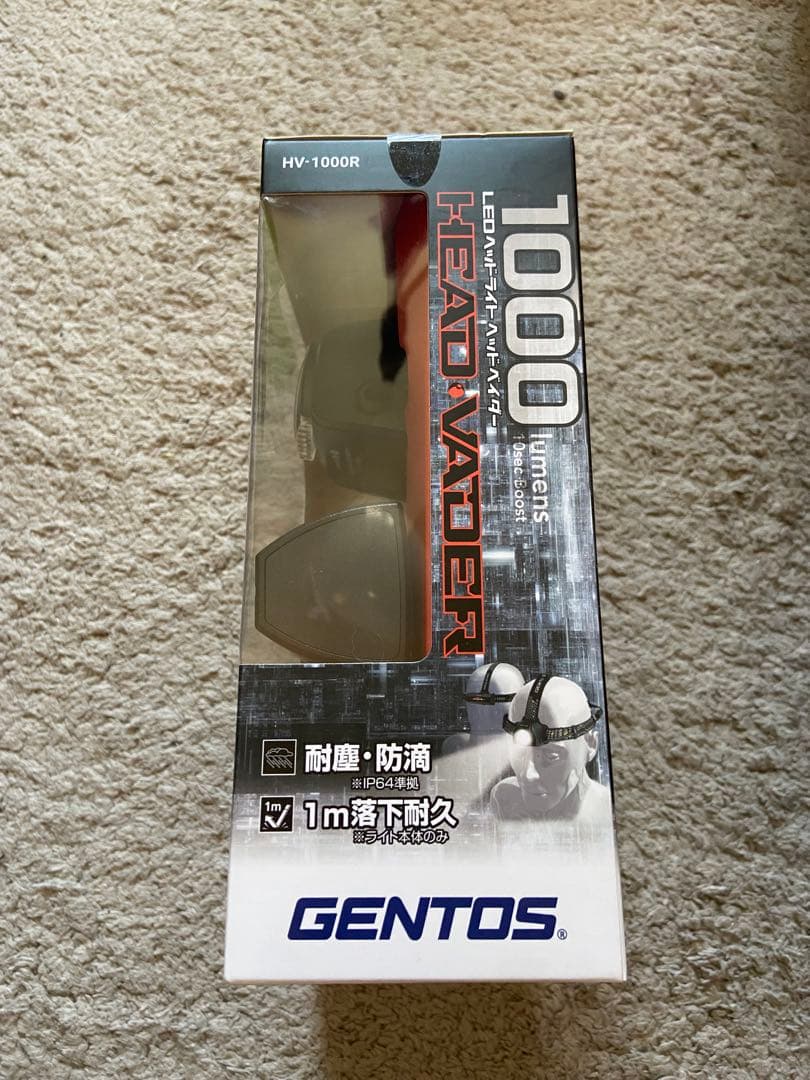 HV-1000R
1000
lumens
10sec Boost
LEDヘッドライト ヘッドベイダー
HEAD・VADER
耐塵・防滴
※IP64準拠
1m
1m落下耐久
※ライト本体のみ
GENTOS®